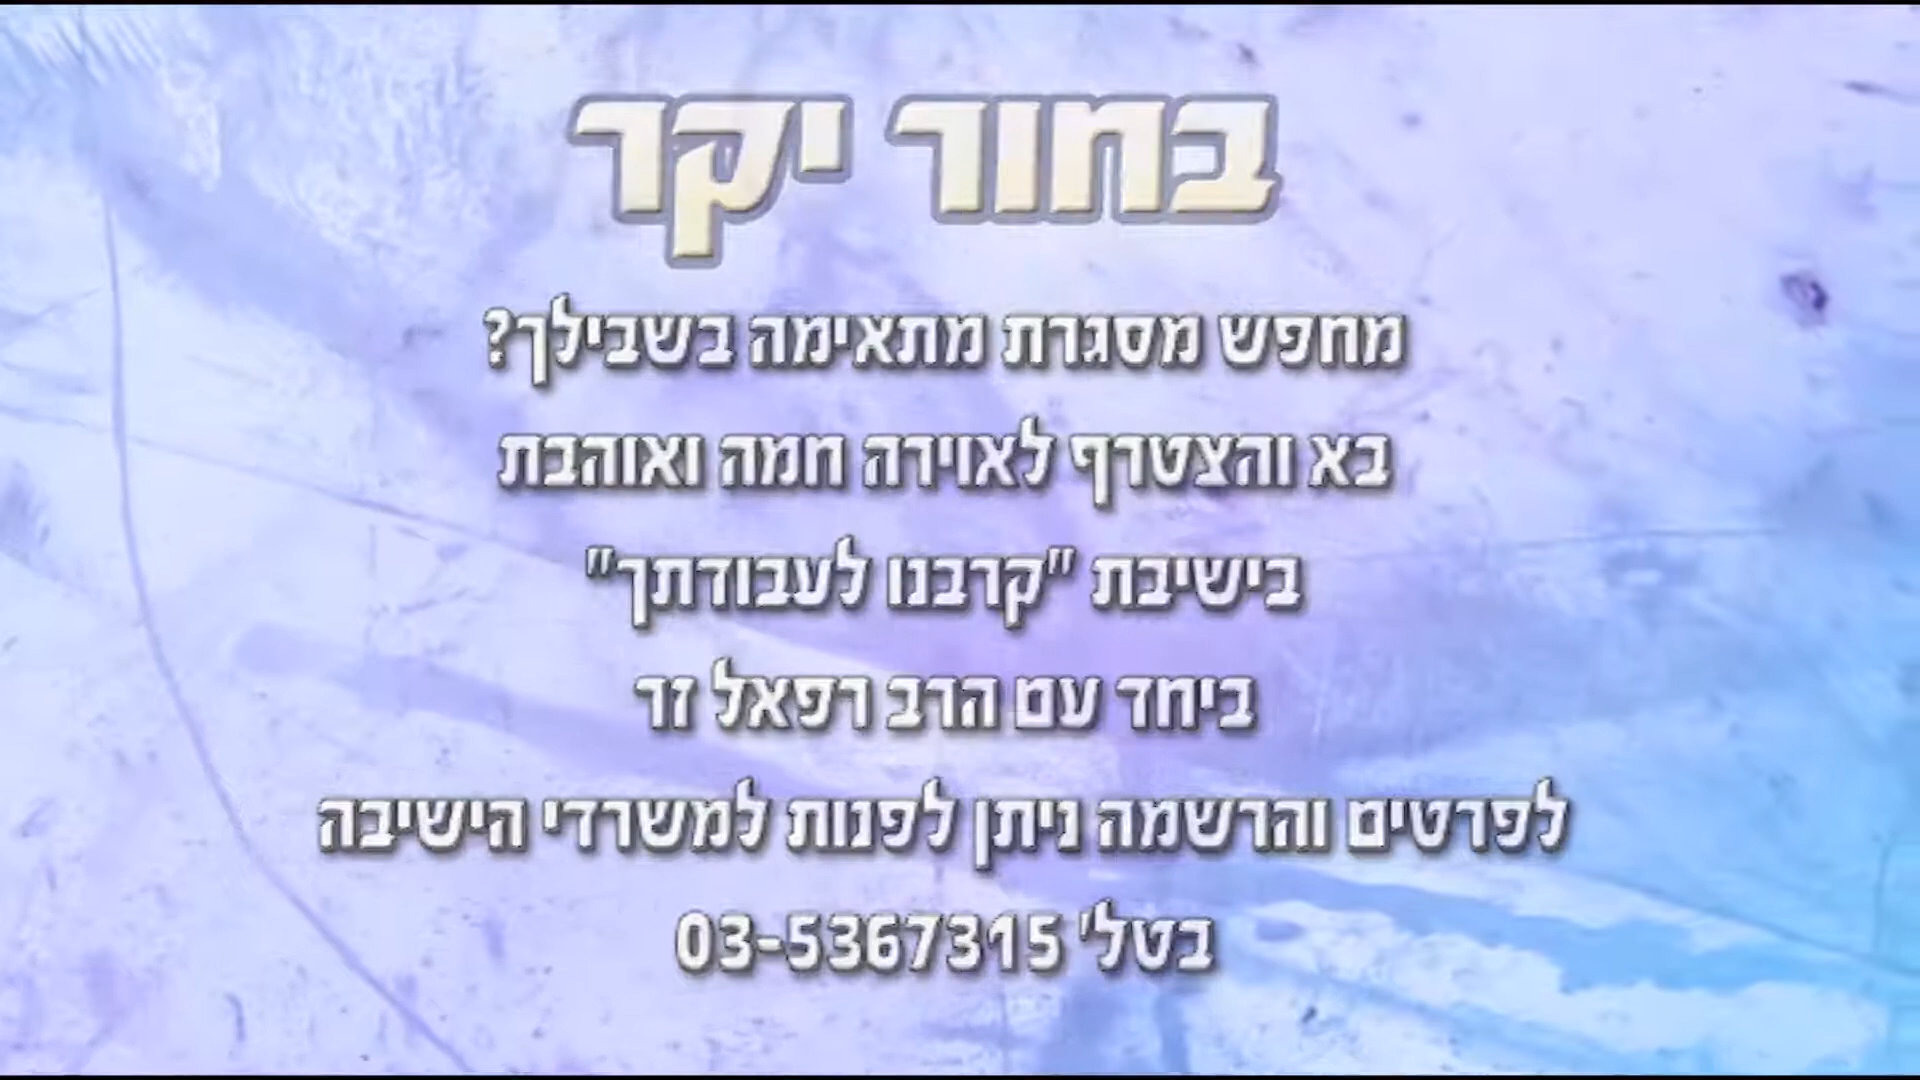 בחור יקר
מחפש מסגרת מתאימה בשבילך?
בא והצטרף לאוירה חמה ואוהבת
בישיבת "קרבנו לעבודתך"
ביחד עם הרב רפאל זר
לפרטים והרשמה ניתן לפנות למשרדי הישיבה
בטל' 03-5367315